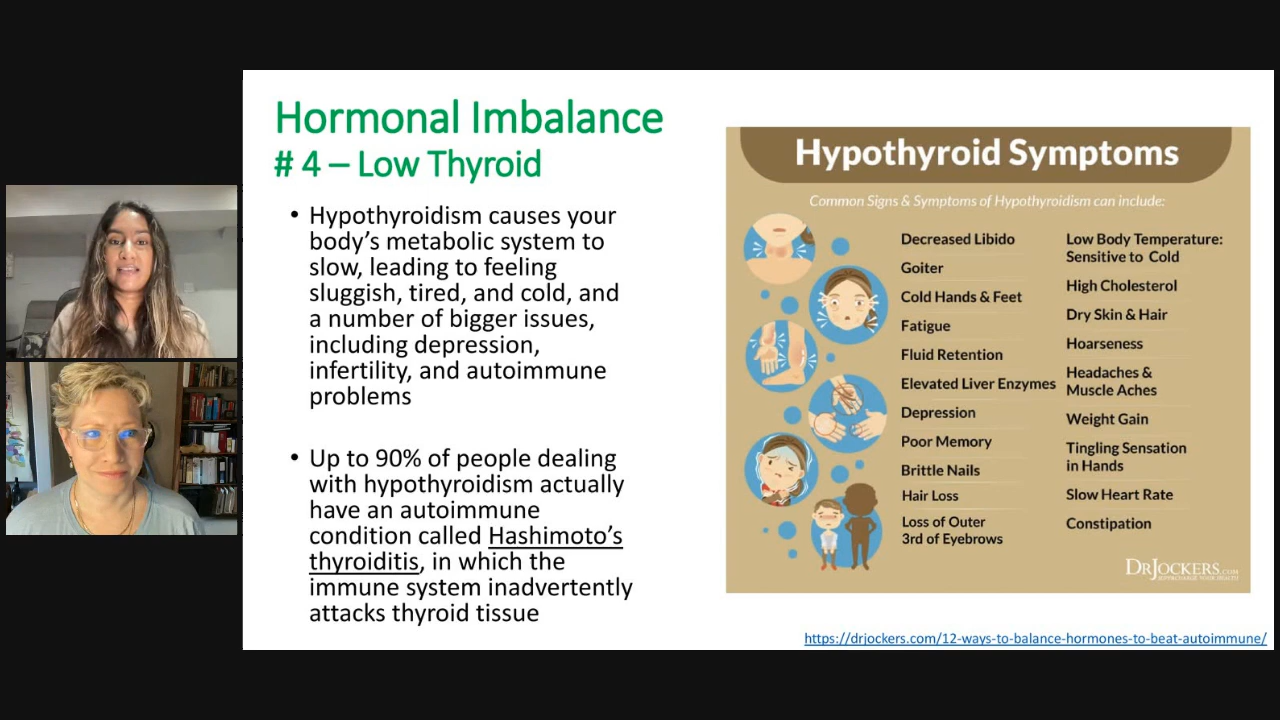 Hormonal Imbalance
# 4 – Low Thyroid
• Hypothyroidism causes your
body’s metabolic system to
slow, leading to feeling
sluggish, tired, and cold, and
a number of bigger issues,
including depression,
infertility, and autoimmune
problems
• Up to 90% of people dealing
with hypothyroidism actually
have an autoimmune
condition called Hashimoto’s
thyroiditis, in which the
immune system inadvertently
attacks thyroid tissue
Hypothyroid Symptoms
Common Signs & Symptoms of Hypothyroidism can include:
Decreased Libido
Goiter
Cold Hands & Feet
Fatigue
Fluid Retention
Elevated Liver Enzymes
Depression
Poor Memory
Brittle Nails
Hair Loss
Loss of Outer
3rd of Eyebrows
Low Body Temperature:
Sensitive to Cold
High Cholesterol
Dry Skin & Hair
Hoarseness
Headaches &
Muscle Aches
Weight Gain
Tingling Sensation
in Hands
Slow Heart Rate
Constipation
DRJOCKERS.COM
SUPERCHARGE YOUR HEALTH
https://drjockers.com/12-ways-to-balance-hormones-to-beat-autoimmune/